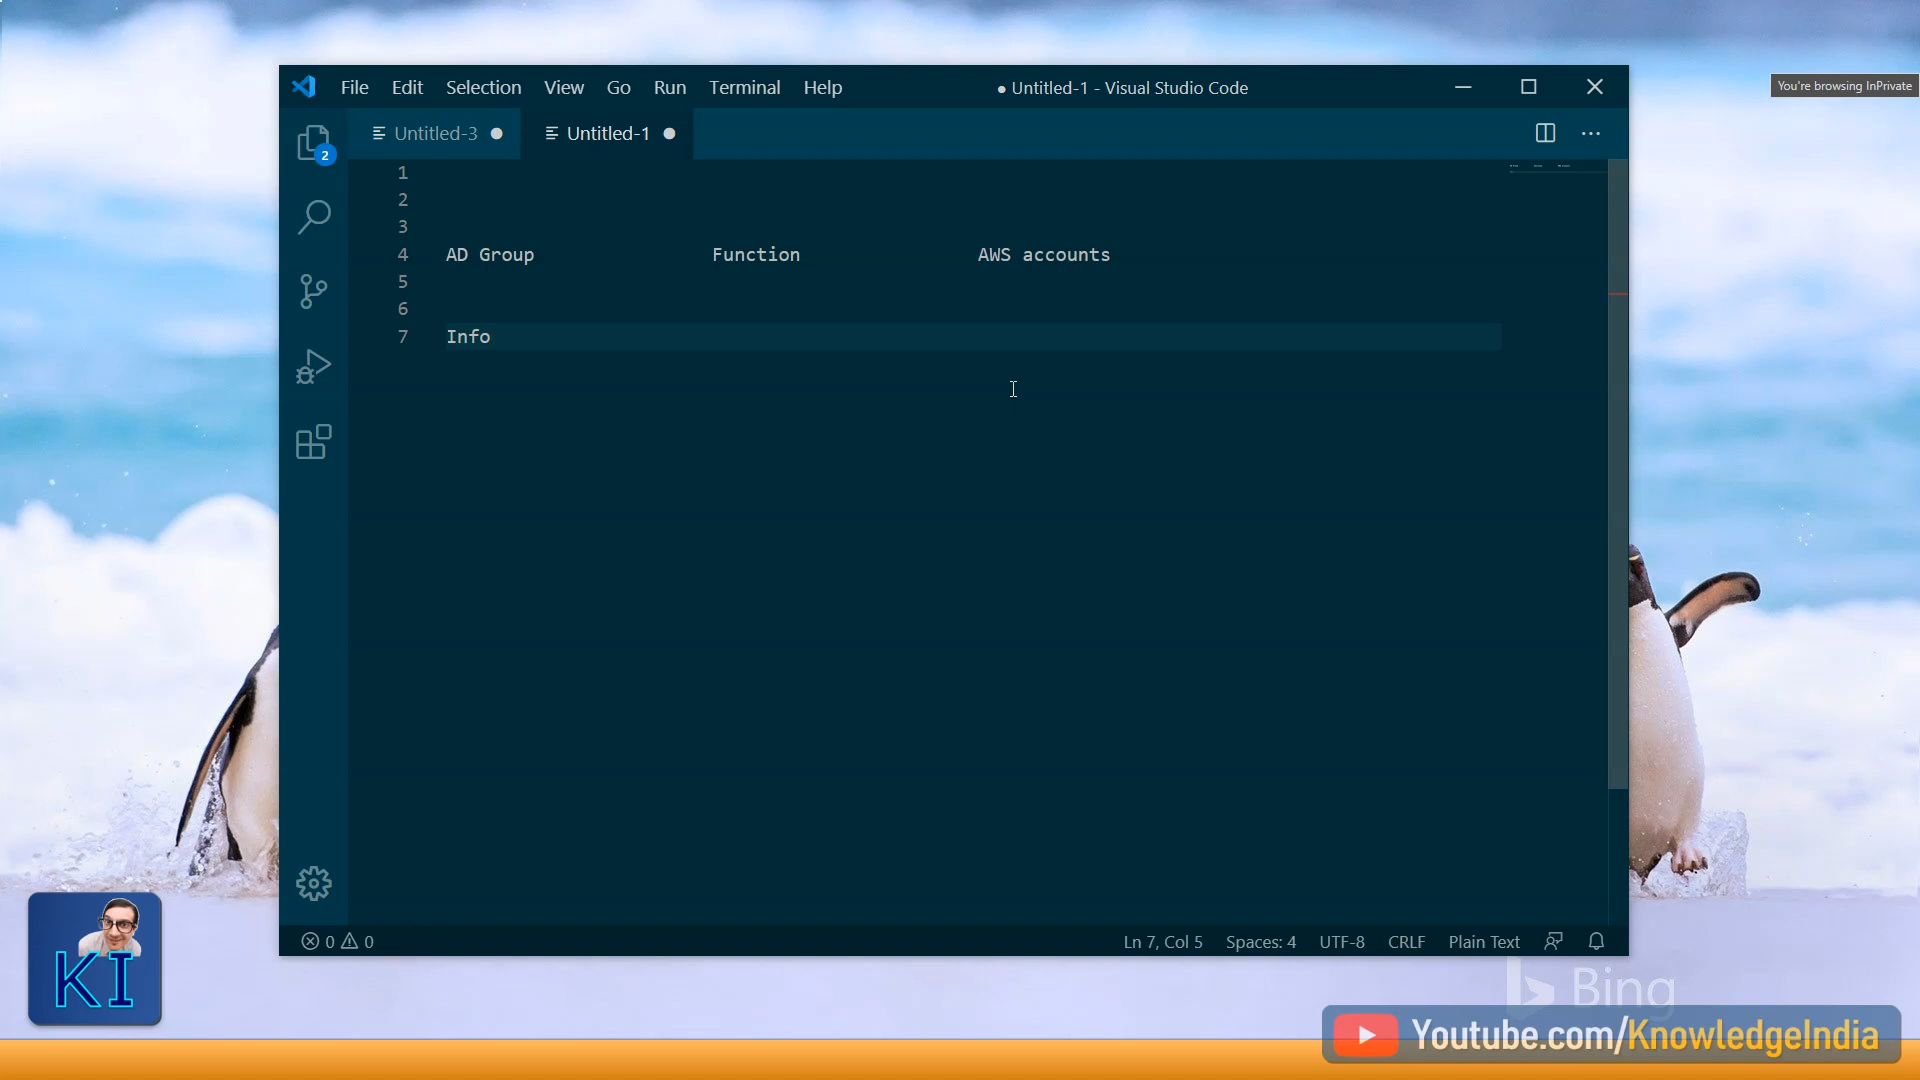 File Edit Selection View Go Run Terminal Help ● Untitled-1 - Visual Studio Code
You're browsing InPrivate
Untitled-3 ● Untitled-1 ●
2
1
2
3
4 AD Group Function AWS accounts
5
6
7 Info
0 0 Ln 7, Col 5 Spaces: 4 UTF-8 CRLF Plain Text
KI
Bing
Youtube.com/KnowledgeIndia